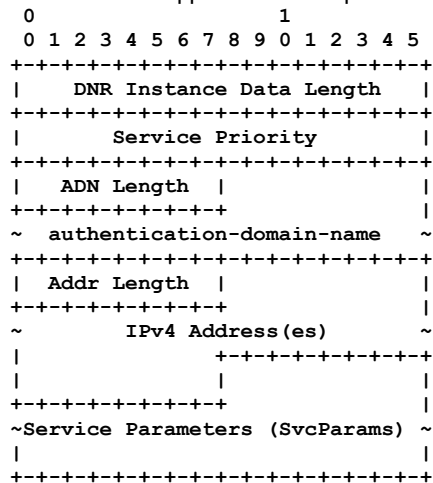 0                   1
 0 1 2 3 4 5 6 7 8 9 0 1 2 3 4 5
+-+-+-+-+-+-+-+-+-+-+-+-+-+-+-+-+
|    DNR Instance Data Length   |
+-+-+-+-+-+-+-+-+-+-+-+-+-+-+-+-+
|       Service Priority        |
+-+-+-+-+-+-+-+-+-+-+-+-+-+-+-+-+
|   ADN Length  |               |
+-+-+-+-+-+-+-+-+               |
~  authentication-domain-name   ~
+-+-+-+-+-+-+-+-+-+-+-+-+-+-+-+-+
|  Addr Length  |               |
+-+-+-+-+-+-+-+-+               |
~        IPv4 Address(es)       ~
|               +-+-+-+-+-+-+-+-+
|               |               |
+-+-+-+-+-+-+-+-+               |
~Service Parameters (SvcParams) ~
|                               |
+-+-+-+-+-+-+-+-+-+-+-+-+-+-+-+-+